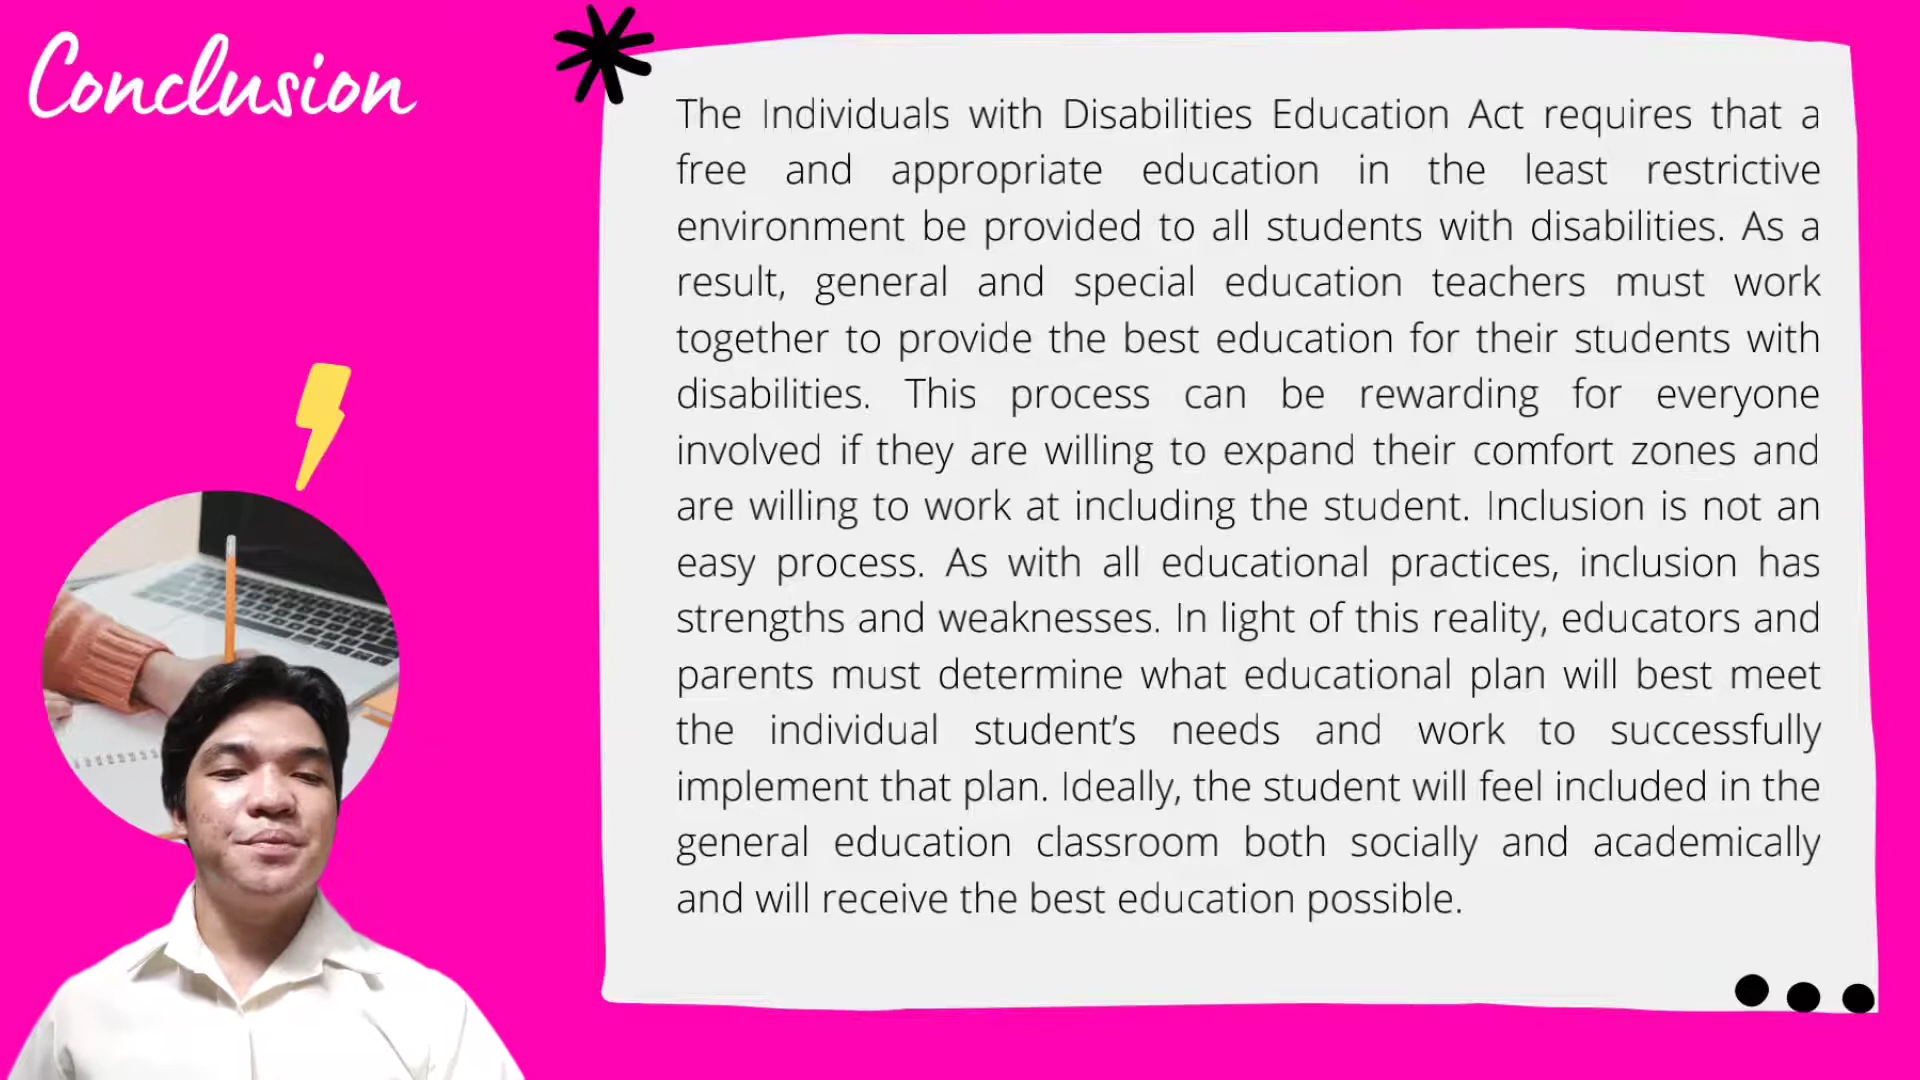 Conclusion
The Individuals with Disabilities Education Act requires that a
free and appropriate education in the least restrictive
environment be provided to all students with disabilities. As a
result, general and special education teachers must work
together to provide the best education for their students with
disabilities. This process can be rewarding for everyone
involved if they are willing to expand their comfort zones and
are willing to work at including the student. Inclusion is not an
easy process. As with all educational practices, inclusion has
strengths and weaknesses. In light of this reality, educators and
parents must determine what educational plan will best meet
the individual student’s needs and work to successfully
implement that plan. Ideally, the student will feel included in the
general education classroom both socially and academically
and will receive the best education possible.